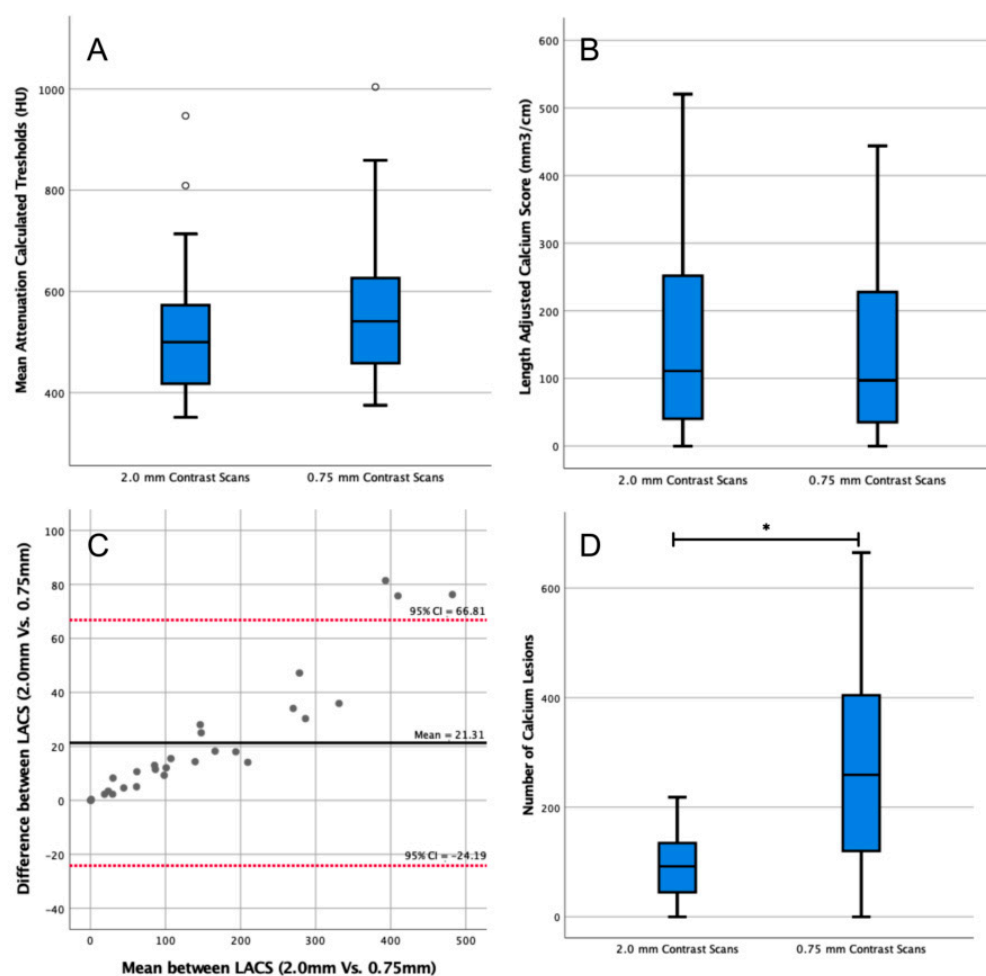 A
Mean Attenuation Calculated Tresholds (HU)
1000
800
600
400
2.0 mm Contrast Scans
0.75 mm Contrast Scans
B
Length Adjusted Calcium Score (mm3/cm)
600
500
400
300
200
100
0
2.0 mm Contrast Scans
0.75 mm Contrast Scans
C
Difference between LACS (2.0mm Vs. 0.75mm)
100
80
60
40
20
0
-20
-40
95% CI = 66.81
Mean = 21.31
95% CI = -24.19
0
100
200
300
400
500
Mean between LACS (2.0mm Vs. 0.75mm)
D
*
Number of Calcium Lesions
600
400
200
0
2.0 mm Contrast Scans
0.75 mm Contrast Scans